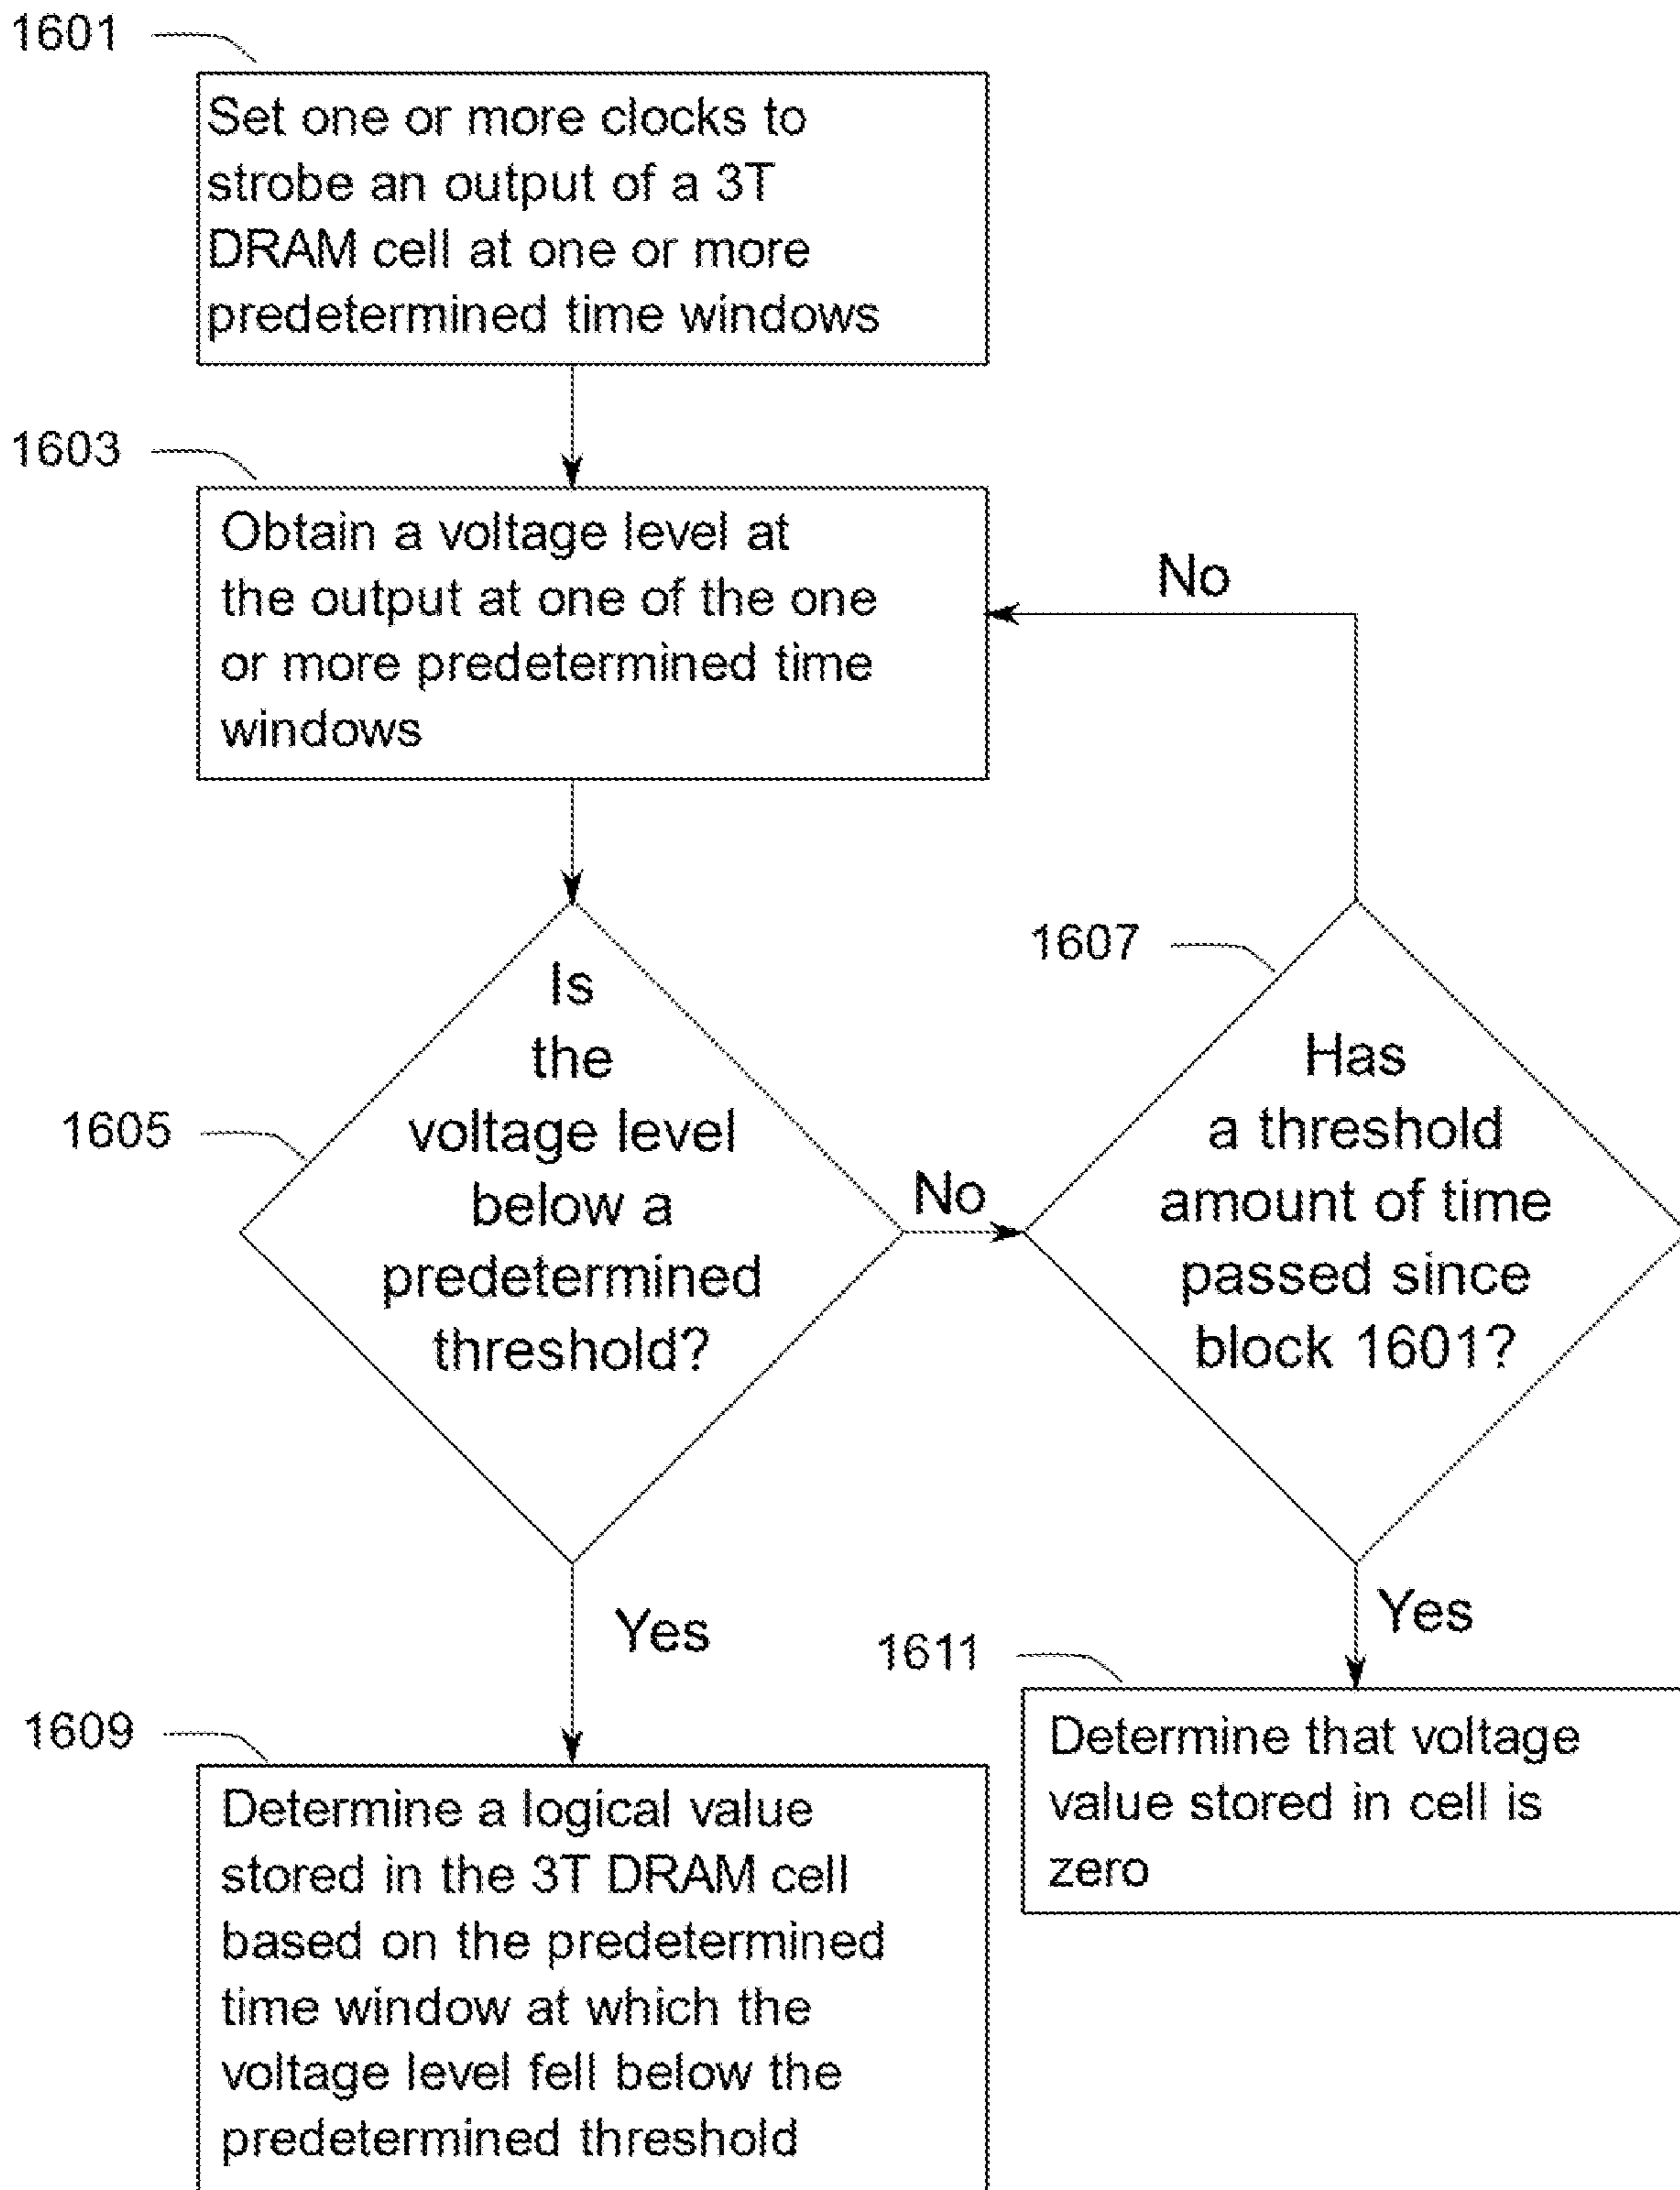 1601
Set one or more clocks to
strobe an output of a 3T
DRAM cell at one or more
predetermined time windows
1603
Obtain a voltage level at
the output at one of the one
or more predetermined time
windows
No
1605
Is
the
voltage level
below a
predetermined
threshold?
No
1607
Has
a threshold
amount of time
passed since
block 1601?
Yes
Yes
1609
Determine a logical value
stored in the 3T DRAM cell
based on the predetermined
time window at which the
voltage level fell below the
predetermined threshold
1611
Determine that voltage
value stored in cell is
zero